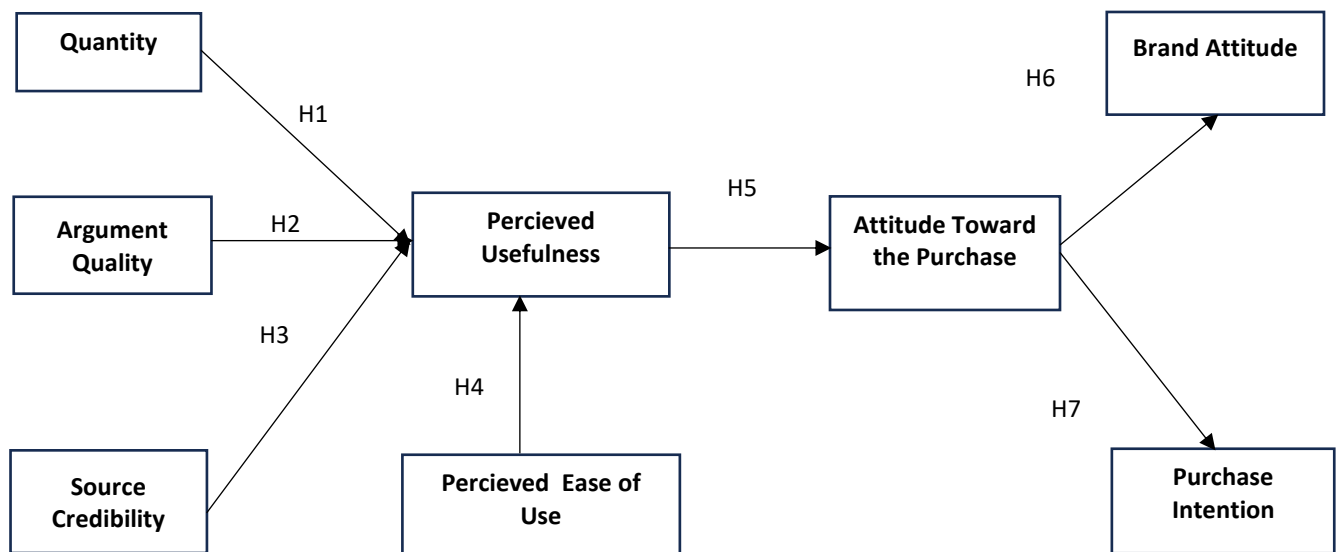 Quantity
H1
Argument
Quality
H2
Source
Credibility
H3
Percieved
Usefulness
H4
Percieved  Ease of
Use
H5
Attitude Toward
the Purchase
H6
Brand Attitude
H7
Purchase
Intention